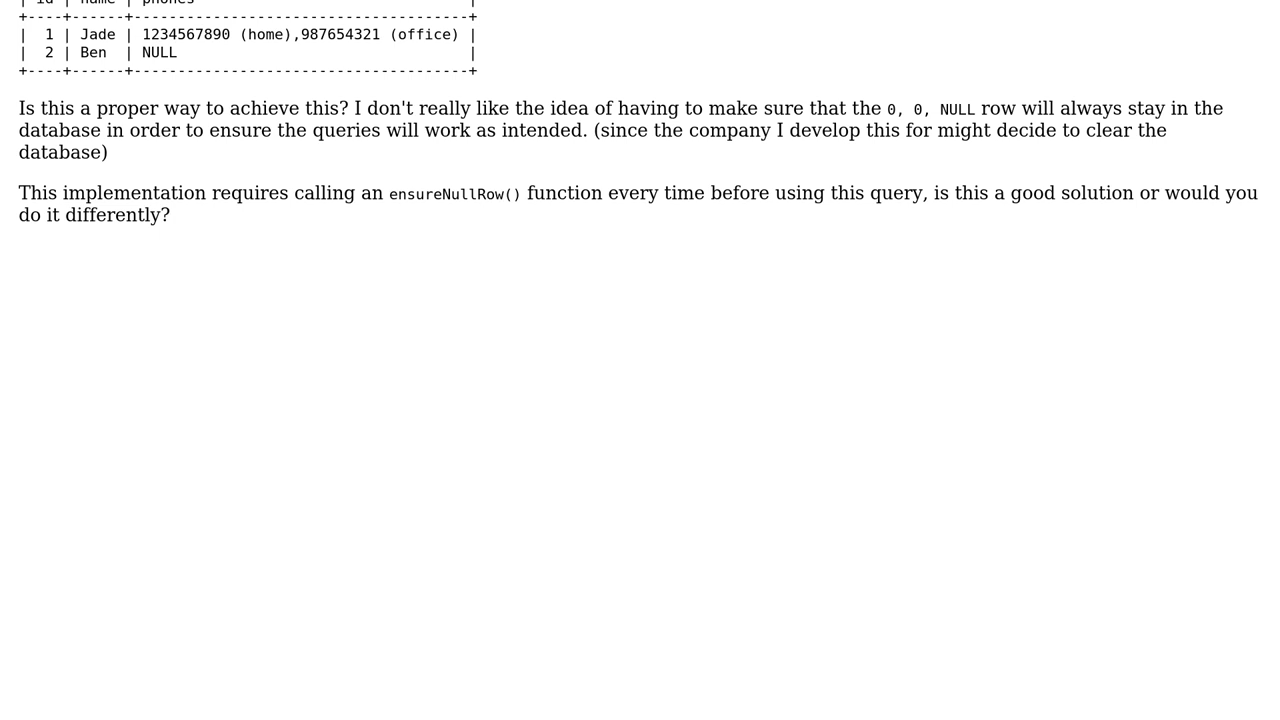 | id | name | phones                               |
+----+------+--------------------------------------+
|  1 | Jade | 1234567890 (home),987654321 (office) |
|  2 | Ben  | NULL                                 |
+----+------+--------------------------------------+
Is this a proper way to achieve this? I don't really like the idea of having to make sure that the 0, 0, NULL row will always stay in the
database in order to ensure the queries will work as intended. (since the company I develop this for might decide to clear the
database)
This implementation requires calling an ensureNullRow() function every time before using this query, is this a good solution or would you
do it differently?